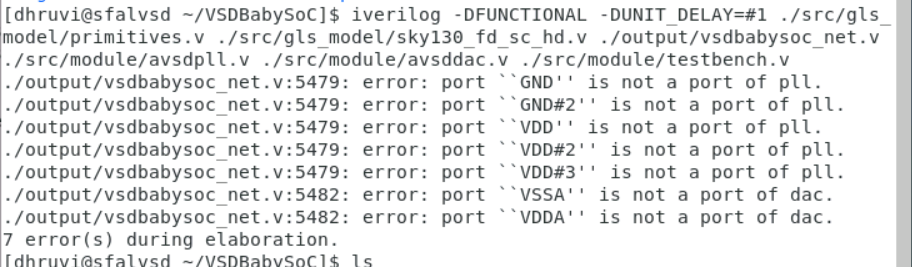 [dhruvi@sfalvsd ~/VSDBabySoC]$ iverilog -DFUNCTIONAL -DUNIT_DELAY=#1 ./src/gls_
model/primitives.v ./src/gls_model/sky130_fd_sc_hd.v ./output/vsdbabysoc_net.v
./src/module/avsdpll.v ./src/module/avsddac.v ./src/module/testbench.v
./output/vsdbabysoc_net.v:5479: error: port ``GND'' is not a port of pll.
./output/vsdbabysoc_net.v:5479: error: port ``GND#2'' is not a port of pll.
./output/vsdbabysoc_net.v:5479: error: port ``VDD'' is not a port of pll.
./output/vsdbabysoc_net.v:5479: error: port ``VDD#2'' is not a port of pll.
./output/vsdbabysoc_net.v:5479: error: port ``VDD#3'' is not a port of pll.
./output/vsdbabysoc_net.v:5482: error: port ``VSSA'' is not a port of dac.
./output/vsdbabysoc_net.v:5482: error: port ``VDDA'' is not a port of dac.
7 error(s) during elaboration.
[dhruvi@sfalvsd ~/VSDBabySoC]$ ls